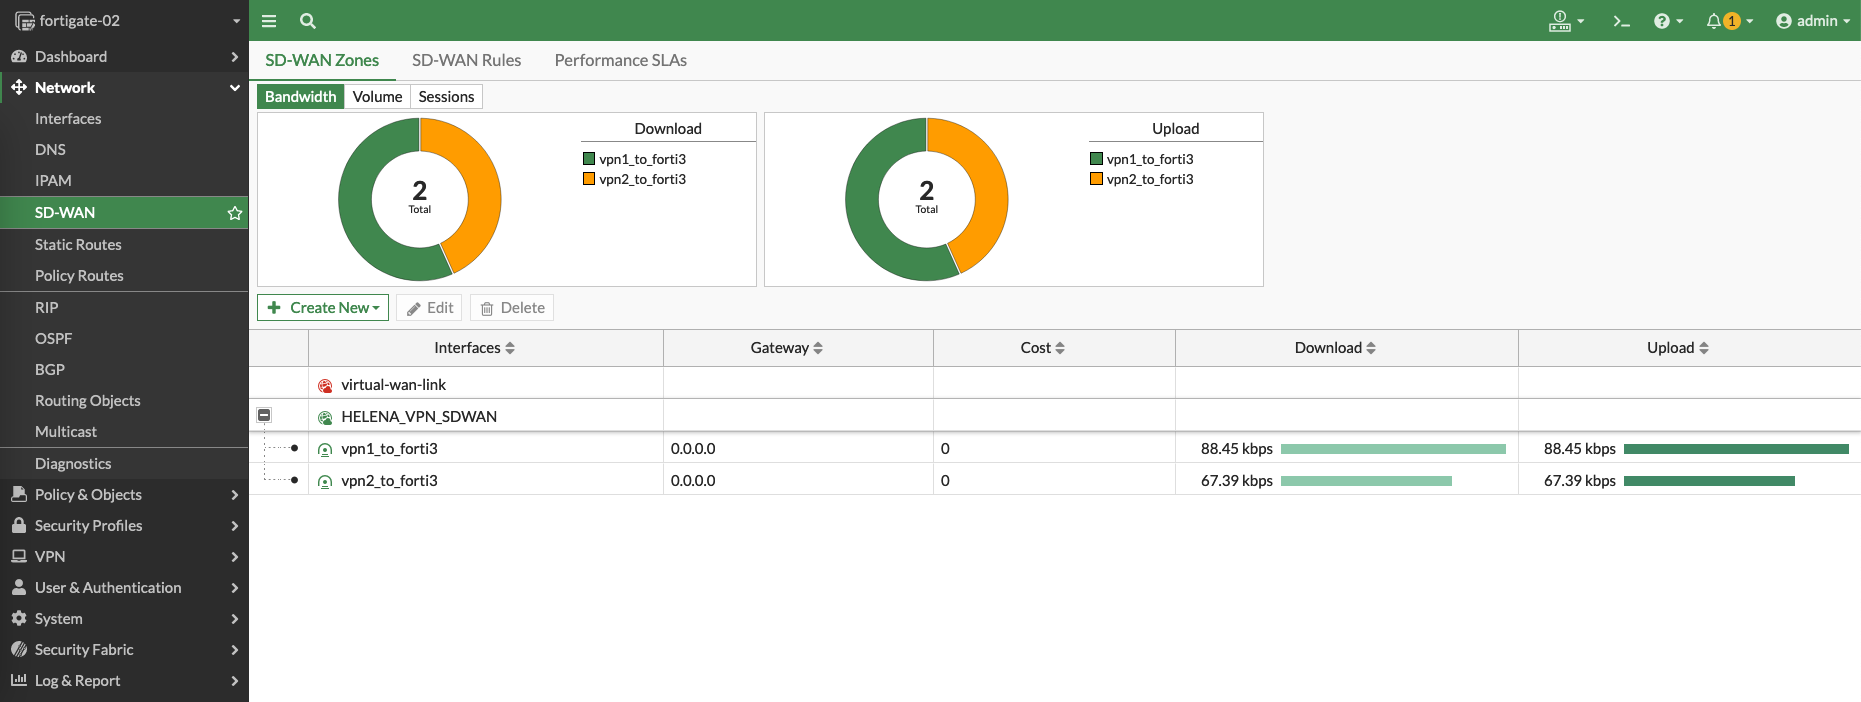 fortigate-02
1
admin
Dashboard
Network
Interfaces
DNS
IPAM
SD-WAN
Static Routes
Policy Routes
RIP
OSPF
BGP
Routing Objects
Multicast
Diagnostics
Policy & Objects
Security Profiles
VPN
User & Authentication
System
Security Fabric
Log & Report
SD-WAN Zones SD-WAN Rules Performance SLAs
Bandwidth Volume Sessions
2
Total
Download
vpn1_to_forti3
vpn2_to_forti3
2
Total
Upload
vpn1_to_forti3
vpn2_to_forti3
Create New Edit Delete
Interfaces Gateway Cost Download Upload
virtual-wan-link
HELENA_VPN_SDWAN
vpn1_to_forti3 0.0.0.0 0 88.45 kbps 88.45 kbps
vpn2_to_forti3 0.0.0.0 0 67.39 kbps 67.39 kbps